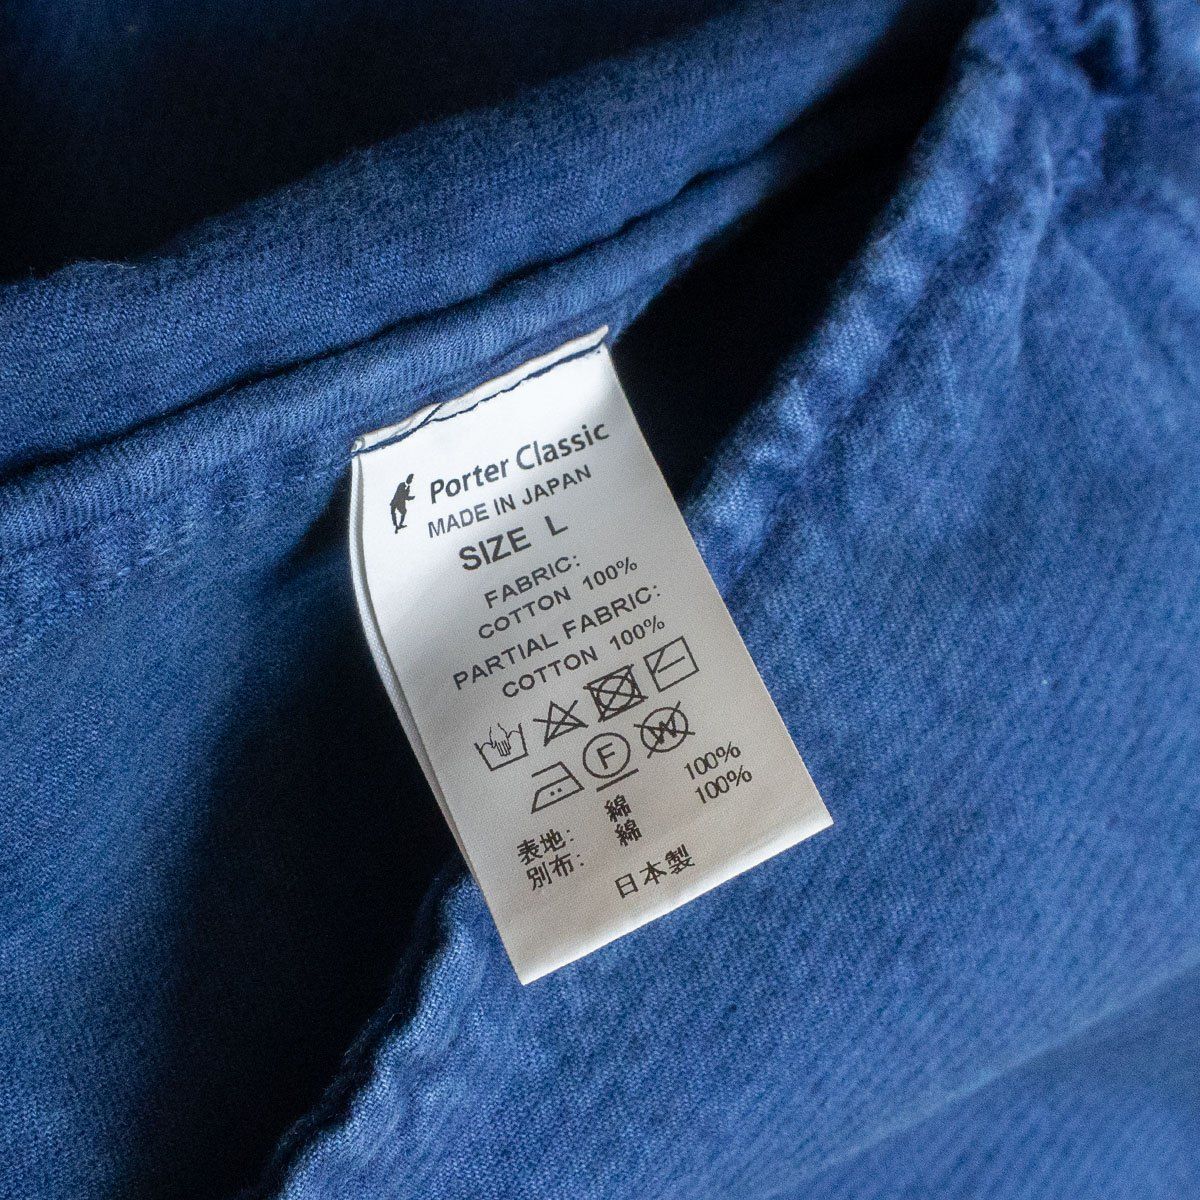 Porter Classic
MADE IN JAPAN
SIZE L
FABRIC:
COTTON 100%
PARTIAL FABRIC:
COTTON 100%
F W
表地: 綿 100%
別布: 綿 100%
日本製